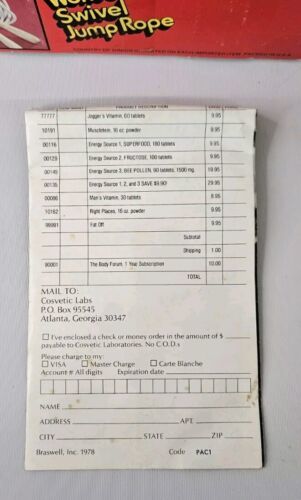 Swivel
Jump Rope
PRODUCT DESCRIPTION
77777 Jogger's Vitamin, 60 tablets 9.95
10191 Musclerein, 16 oz. powder 9.95
00116 Energy Source 1, SUPERFOOD, 180 tablets 9.95
00129 Energy Source 2, FRUCTOSE, 100 tablets 9.95
00145 Energy Source 3, BEE POLLEN, 90 tablets, 1500 mg. 19.95
00135 Energy Source 1, 2, and 3 SAVE $9.90! 29.95
00086 Man's Vitamin, 30 tablets 9.95
10162 Right Places, 16 oz. powder 9.95
99991 Fat Off 9.95
Subtotal
Shipping 1.00
90001 The Body Forum, 1 Year Subscription 10.00
TOTAL
MAIL TO:
Cosvetic Labs
P.O. Box 95545
Atlanta, Georgia 30347
I've enclosed a check or money order in the amount of $
payable to Cosvetic Laboratories. No C.O.D.s
Please charge to my:
VISA Master Charge Carte Blanche
Account # All digits Expiration date
NAME
ADDRESS APT.
CITY STATE ZIP
Braswell, Inc. 1978 Code PAC1